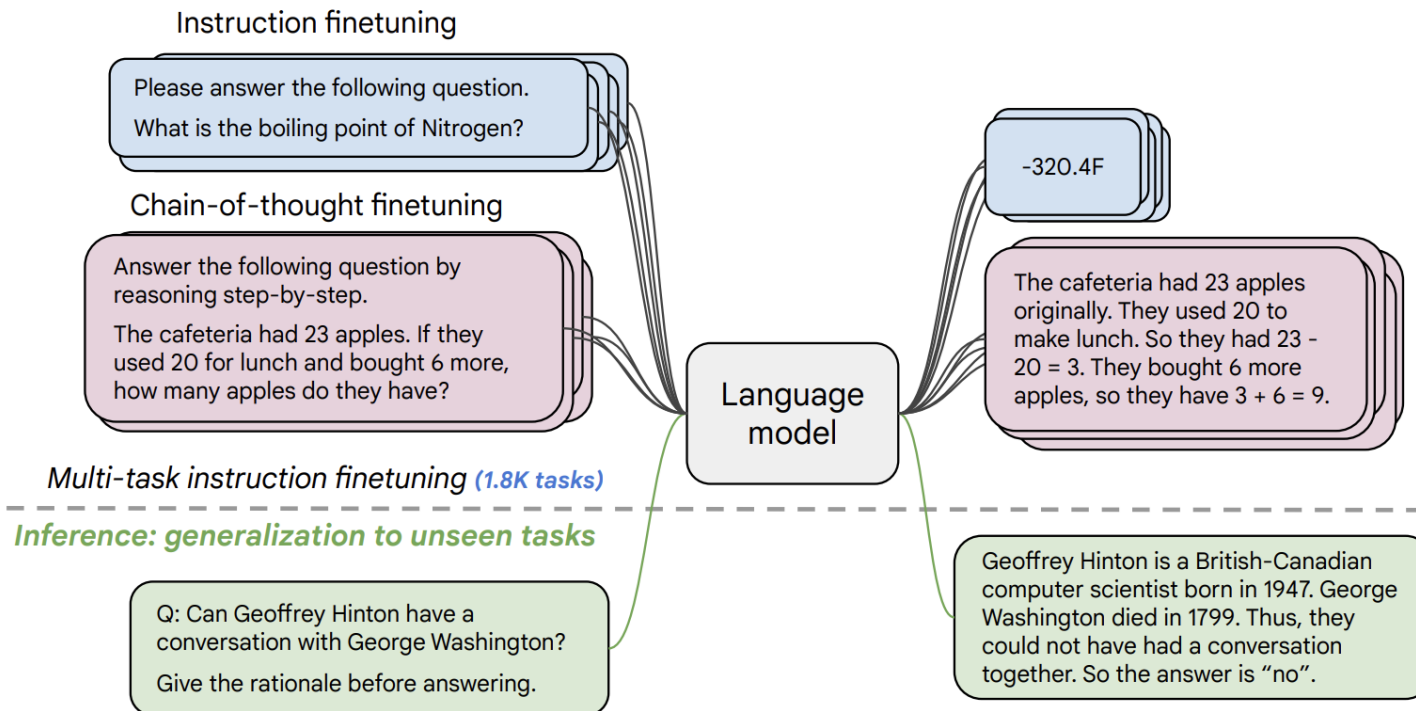 Instruction finetuning
Please answer the following question.
What is the boiling point of Nitrogen?
-320.4F
Chain-of-thought finetuning
Answer the following question by
reasoning step-by-step.
The cafeteria had 23 apples. If they
used 20 for lunch and bought 6 more,
how many apples do they have?
Language
model
The cafeteria had 23 apples
originally. They used 20 to
make lunch. So they had 23 -
20 = 3. They bought 6 more
apples, so they have 3 + 6 = 9.
Multi-task instruction finetuning (1.8K tasks)
Inference: generalization to unseen tasks
Q: Can Geoffrey Hinton have a
conversation with George Washington?
Give the rationale before answering.
Geoffrey Hinton is a British-Canadian
computer scientist born in 1947. George
Washington died in 1799. Thus, they
could not have had a conversation
together. So the answer is “no”.